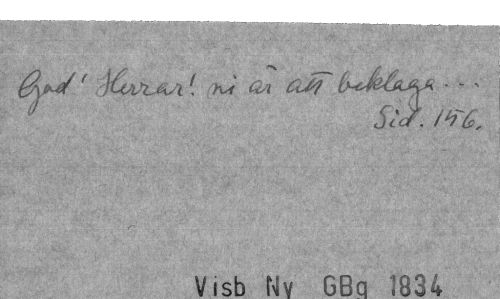 God' Herrar! ni är att beklaga...
Sid. 156.
Visb Ny GBg 1834